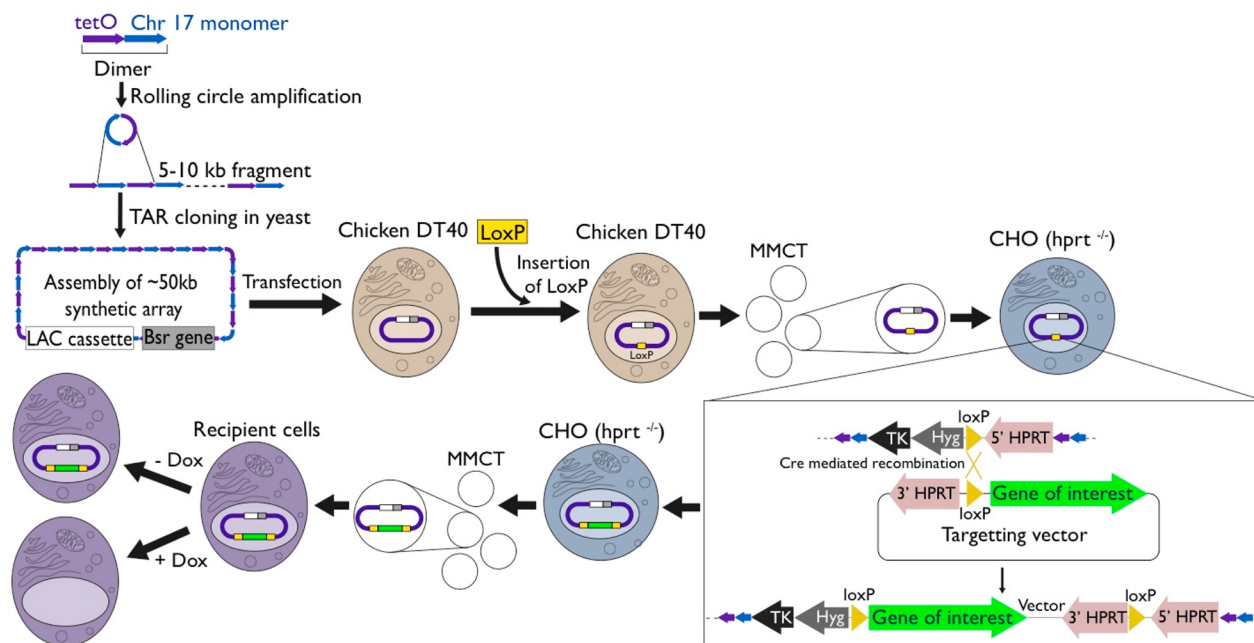 tetO Chr 17 monomer
Dimer
Rolling circle amplification
5-10 kb fragment
TAR cloning in yeast
Assembly of ~50kb
synthetic array
LAC cassette
Bsr gene
Transfection
Chicken DT40
LoxP
Insertion
of LoxP
Chicken DT40
LoxP
MMCT
CHO (hprt -/-)
loxP
TK
Hyg
5' HPRT
Cre mediated recombination
3' HPRT
Gene of interest
loxP
Targetting vector
TK
Hyg
loxP
Gene of interest
Vector
3' HPRT
loxP
5' HPRT
CHO (hprt -/-)
MMCT
Recipient cells
- Dox
+ Dox